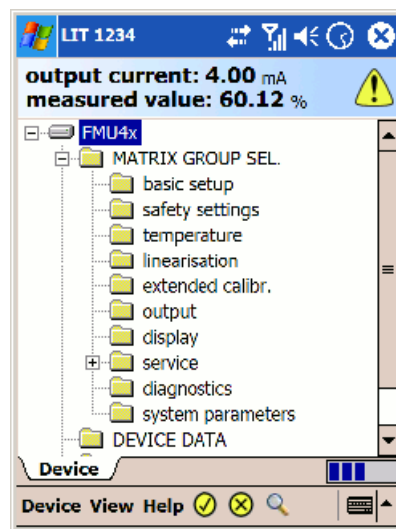 LIT 1234
output current: 4.00 mA
measured value: 60.12 %
FMU4x
MATRIX GROUP SEL.
basic setup
safety settings
temperature
linearisation
extended calibr.
output
display
service
diagnostics
system parameters
DEVICE DATA
Device
Device View Help